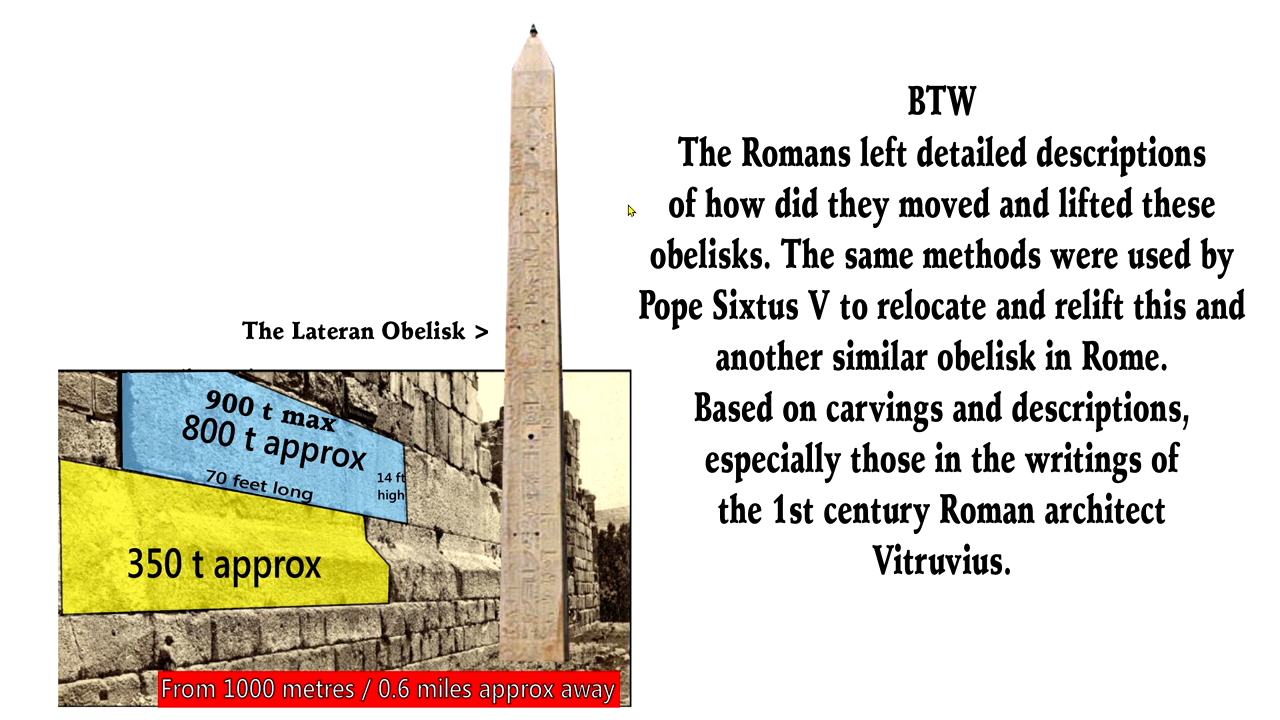 BTW
The Romans left detailed descriptions
of how did they moved and lifted these
obelisks. The same methods were used by
Pope Sixtus V to relocate and relift this and
another similar obelisk in Rome.
Based on carvings and descriptions,
especially those in the writings of
the 1st century Roman architect
Vitruvius.
The Lateran Obelisk >
900 t max
800 t approx
70 feet long
14 ft
high
350 t approx
From 1000 metres / 0.6 miles approx away